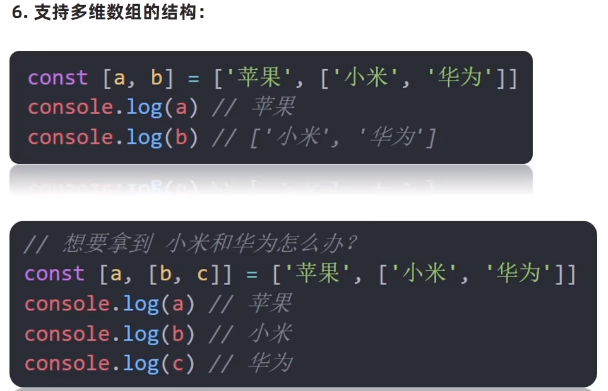 6. 支持多维数组的结构：
const [a, b] = ['苹果', ['小米', '华为']]
console.log(a) // 苹果
console.log(b) // ['小米', '华为']
// 想要拿到 小米和华为怎么办?
const [a, [b, c]] = ['苹果', ['小米', '华为']]
console.log(a) // 苹果
console.log(b) // 小米
console.log(c) // 华为